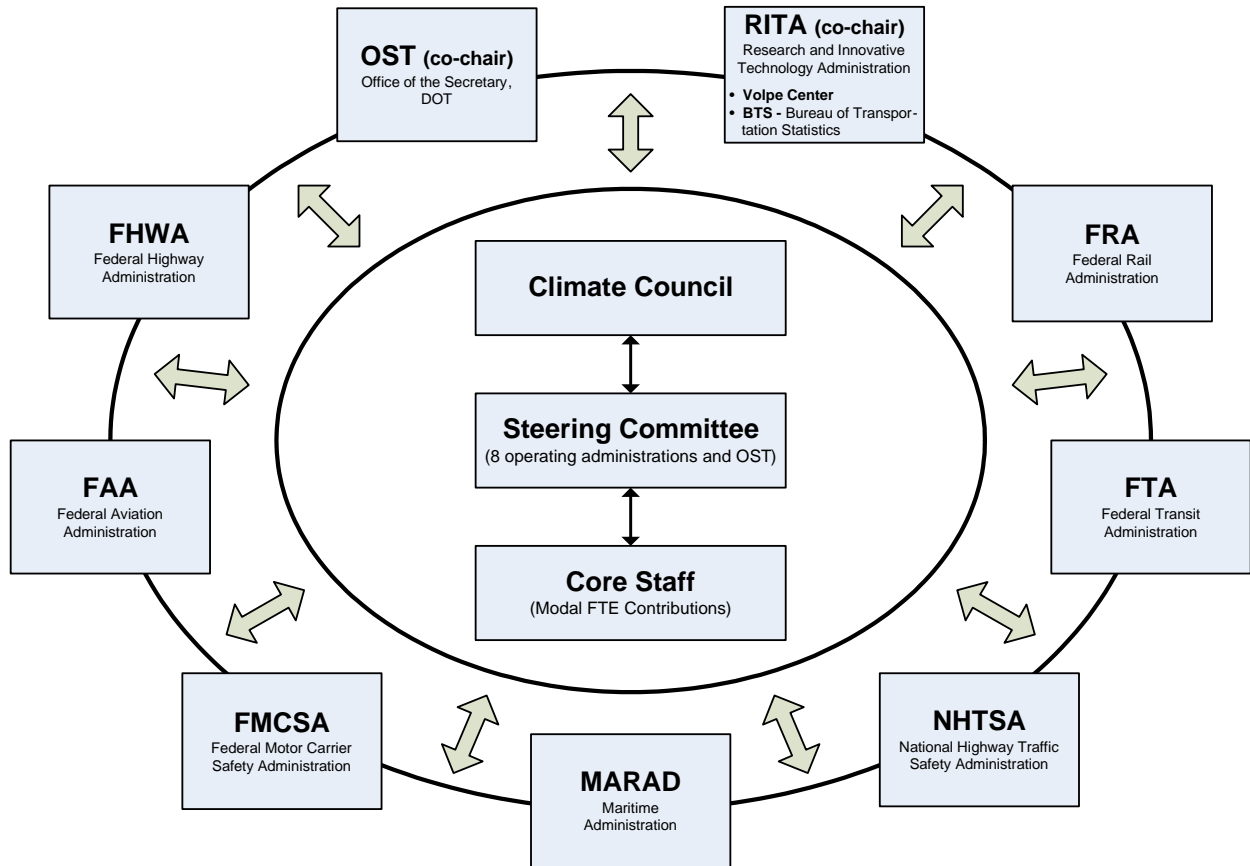 OST (co-chair)
Office of the Secretary,
DOT
RITA (co-chair)
Research and Innovative
Technology Administration
• Volpe Center
• BTS - Bureau of Transpor-
tation Statistics
FHWA
Federal Highway
Administration
FRA
Federal Rail
Administration
Climate Council
Steering Committee
(8 operating administrations and OST)
Core Staff
(Modal FTE Contributions)
FAA
Federal Aviation
Administration
FTA
Federal Transit
Administration
FMCSA
Federal Motor Carrier
Safety Administration
MARAD
Maritime
Administration
NHTSA
National Highway Traffic
Safety Administration